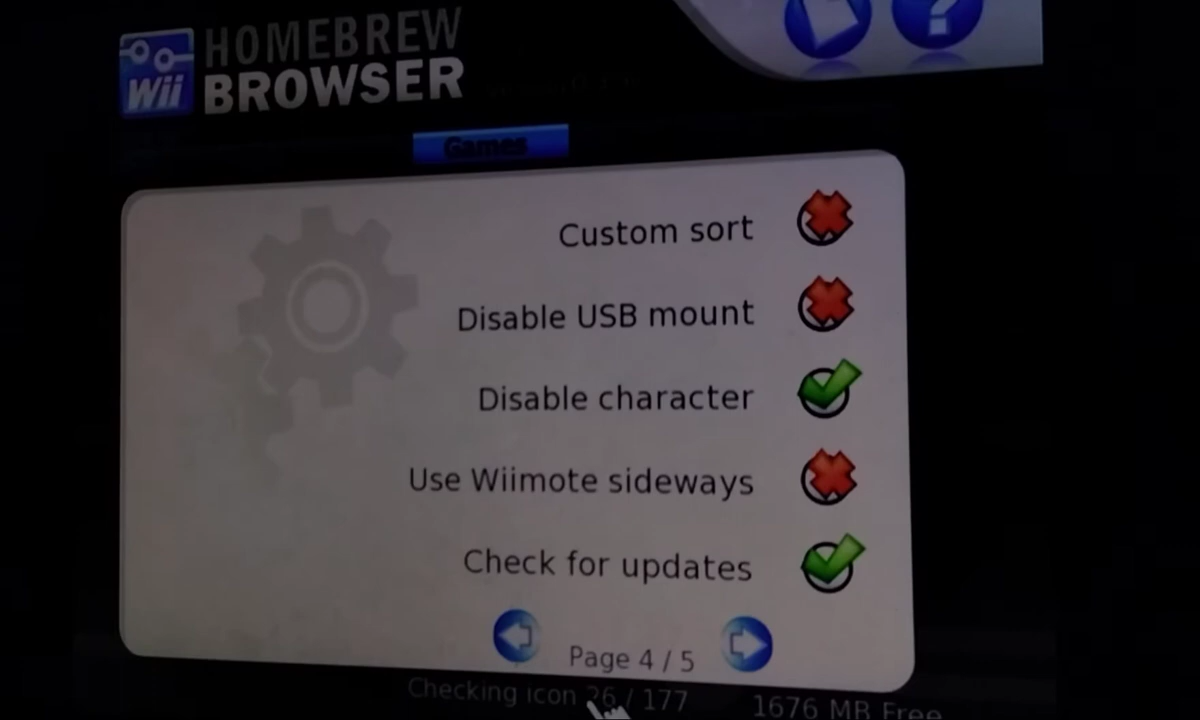 HOMEBREW
BROWSER
Wii
Games
Custom sort
Disable USB mount
Disable character
Use Wiimote sideways
Check for updates
Page 4 / 5
Checking icon 26 / 177
1676 MB Free